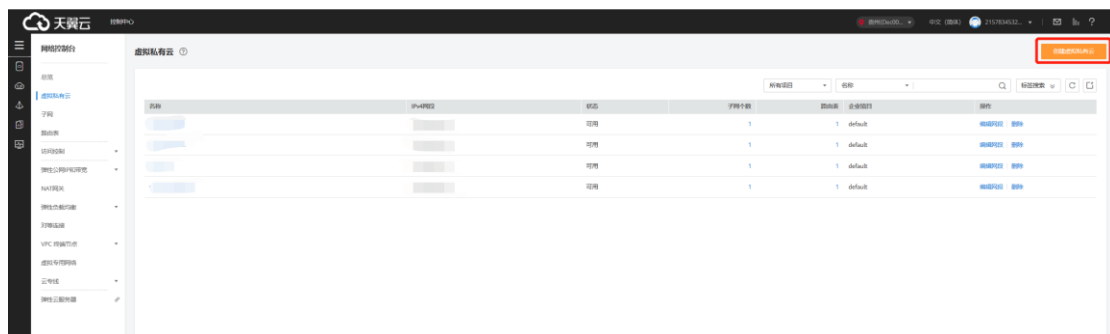 天翼云 控制中心 中文 (简体) 2157834532...
网络控制台
虚拟私有云
创建虚拟私有云
总览
虚拟私有云
子网
路由表
访问控制
弹性公网IP和带宽
NAT网关
弹性负载均衡
对等连接
VPC 终端节点
虚拟专用网络
云专线
弹性云服务器
所有项目 名称 标签搜索
名称 IPv4网段 状态 子网个数 路由表 企业项目 操作
可用 1 1 default 编辑网段 删除
可用 1 1 default 编辑网段 删除
可用 1 1 default 编辑网段 删除
可用 1 1 default 编辑网段 删除